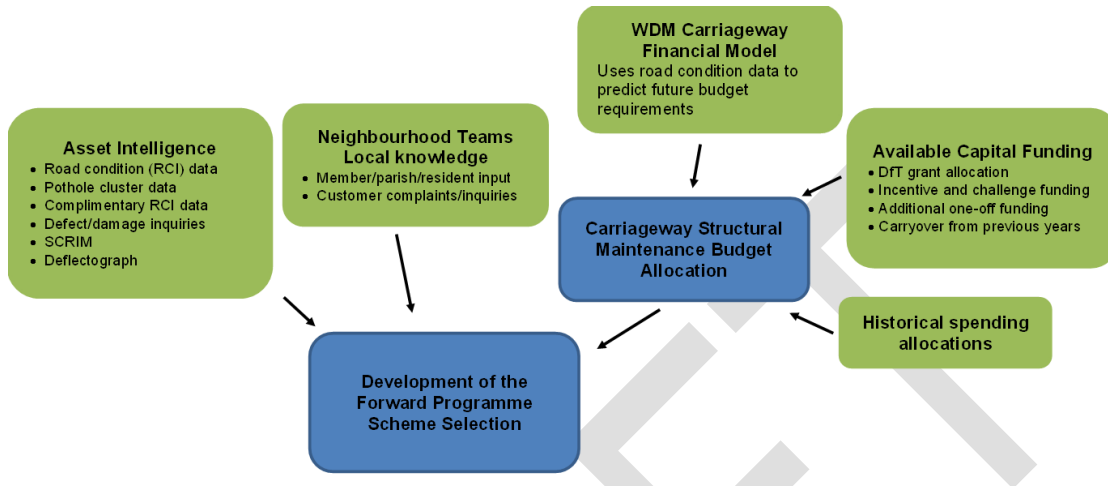 WDM Carriageway
Financial Model
Uses road condition data to
predict future budget
requirements
Asset Intelligence
• Road condition (RCI) data
• Pothole cluster data
• Complimentary RCI data
• Defect/damage inquiries
• SCRIM
• Deflectograph
Neighbourhood Teams
Local knowledge
• Member/parish/resident input
• Customer complaints/inquiries
Available Capital Funding
• DfT grant allocation
• Incentive and challenge funding
• Additional one-off funding
• Carryover from previous years
Carriageway Structural
Maintenance Budget
Allocation
Historical spending
allocations
Development of the
Forward Programme
Scheme Selection